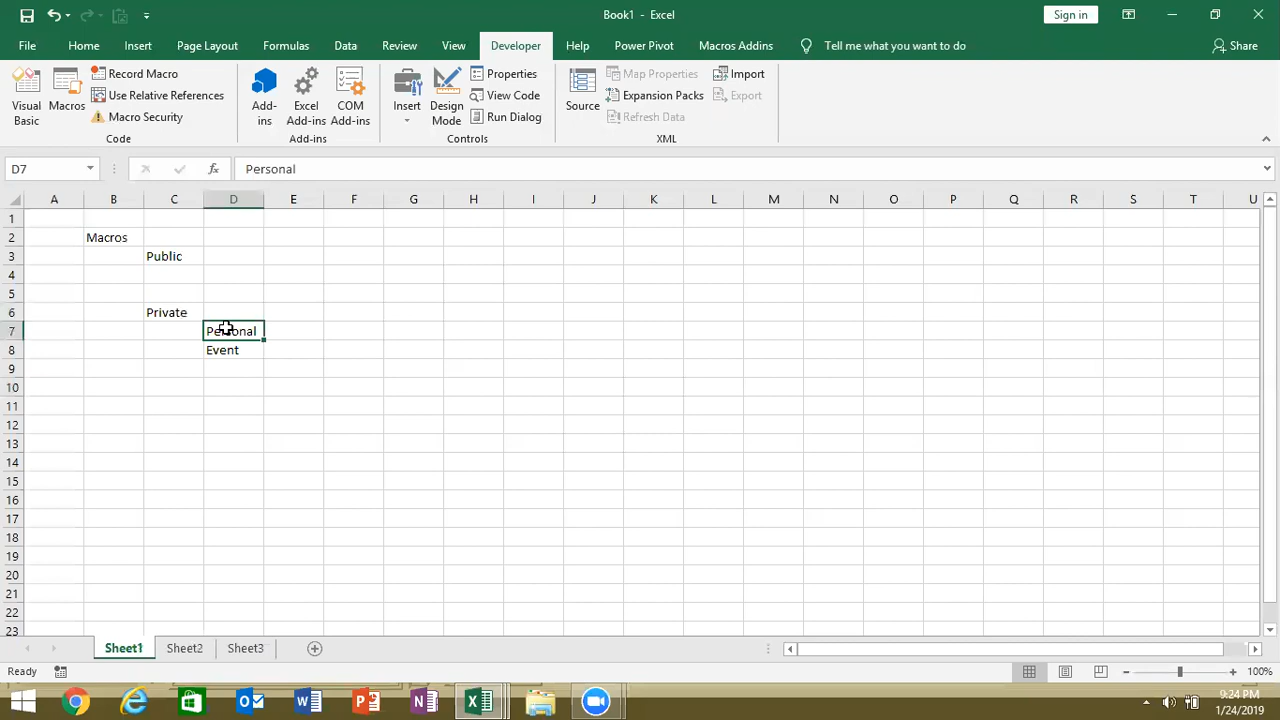 Book1 - Excel
Sign in
File Home Insert Page Layout Formulas Data Review View Developer Help Power Pivot Macros Addins Tell me what you want to do Share
Visual Basic
Macros
Record Macro
Use Relative References
Macro Security
Code
Add-ins
Excel Add-ins
COM Add-ins
Add-ins
Insert
Design Mode
Properties
View Code
Run Dialog
Controls
Source
Map Properties
Expansion Packs
Refresh Data
Import
Export
XML
D7 fx Personal
A B C D E F G H I J K L M N O P Q R S T U
1
2 Macros
3 Public
4
5
6 Private
7 Personal
8 Event
9
10
11
12
13
14
15
16
17
18
19
20
21
22
23
Sheet1 Sheet2 Sheet3
Ready 100%
9:24 PM
1/24/2019